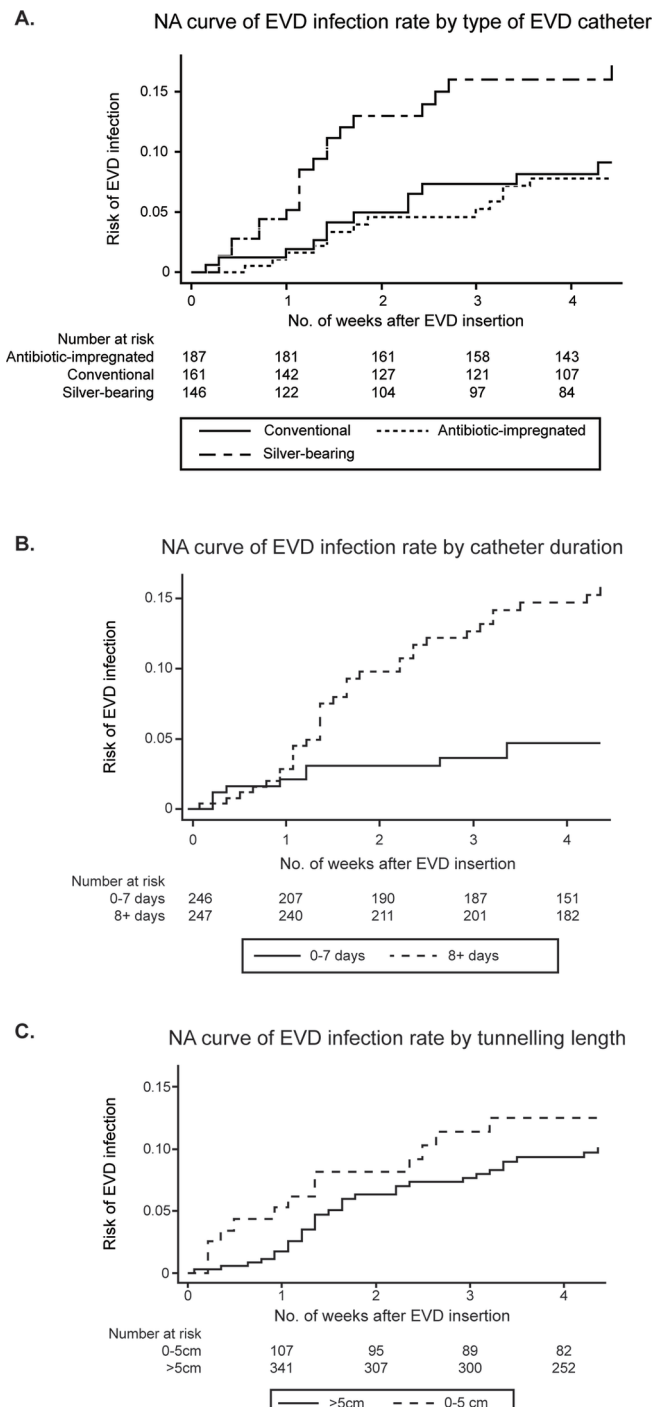 A.
NA curve of EVD infection rate by type of EVD catheter
Risk of EVD infection
0.15
0.10
0.05
0
0 1 2 3 4
No. of weeks after EVD insertion
Number at risk
Antibiotic-impregnated 187 181 161 158 143
Conventional 161 142 127 121 107
Silver-bearing 146 122 104 97 84
Conventional Antibiotic-impregnated
Silver-bearing
B.
NA curve of EVD infection rate by catheter duration
Risk of EVD infection
0.15
0.10
0.05
0
0 1 2 3 4
No. of weeks after EVD insertion
Number at risk
0-7 days 246 207 190 187 151
8+ days 247 240 211 201 182
0-7 days 8+ days
C.
NA curve of EVD infection rate by tunnelling length
Risk of EVD infection
0.15
0.10
0.05
0
0 1 2 3 4
No. of weeks after EVD insertion
Number at risk
0-5cm 107 95 89 82
>5cm 341 307 300 252
>5cm 0-5 cm